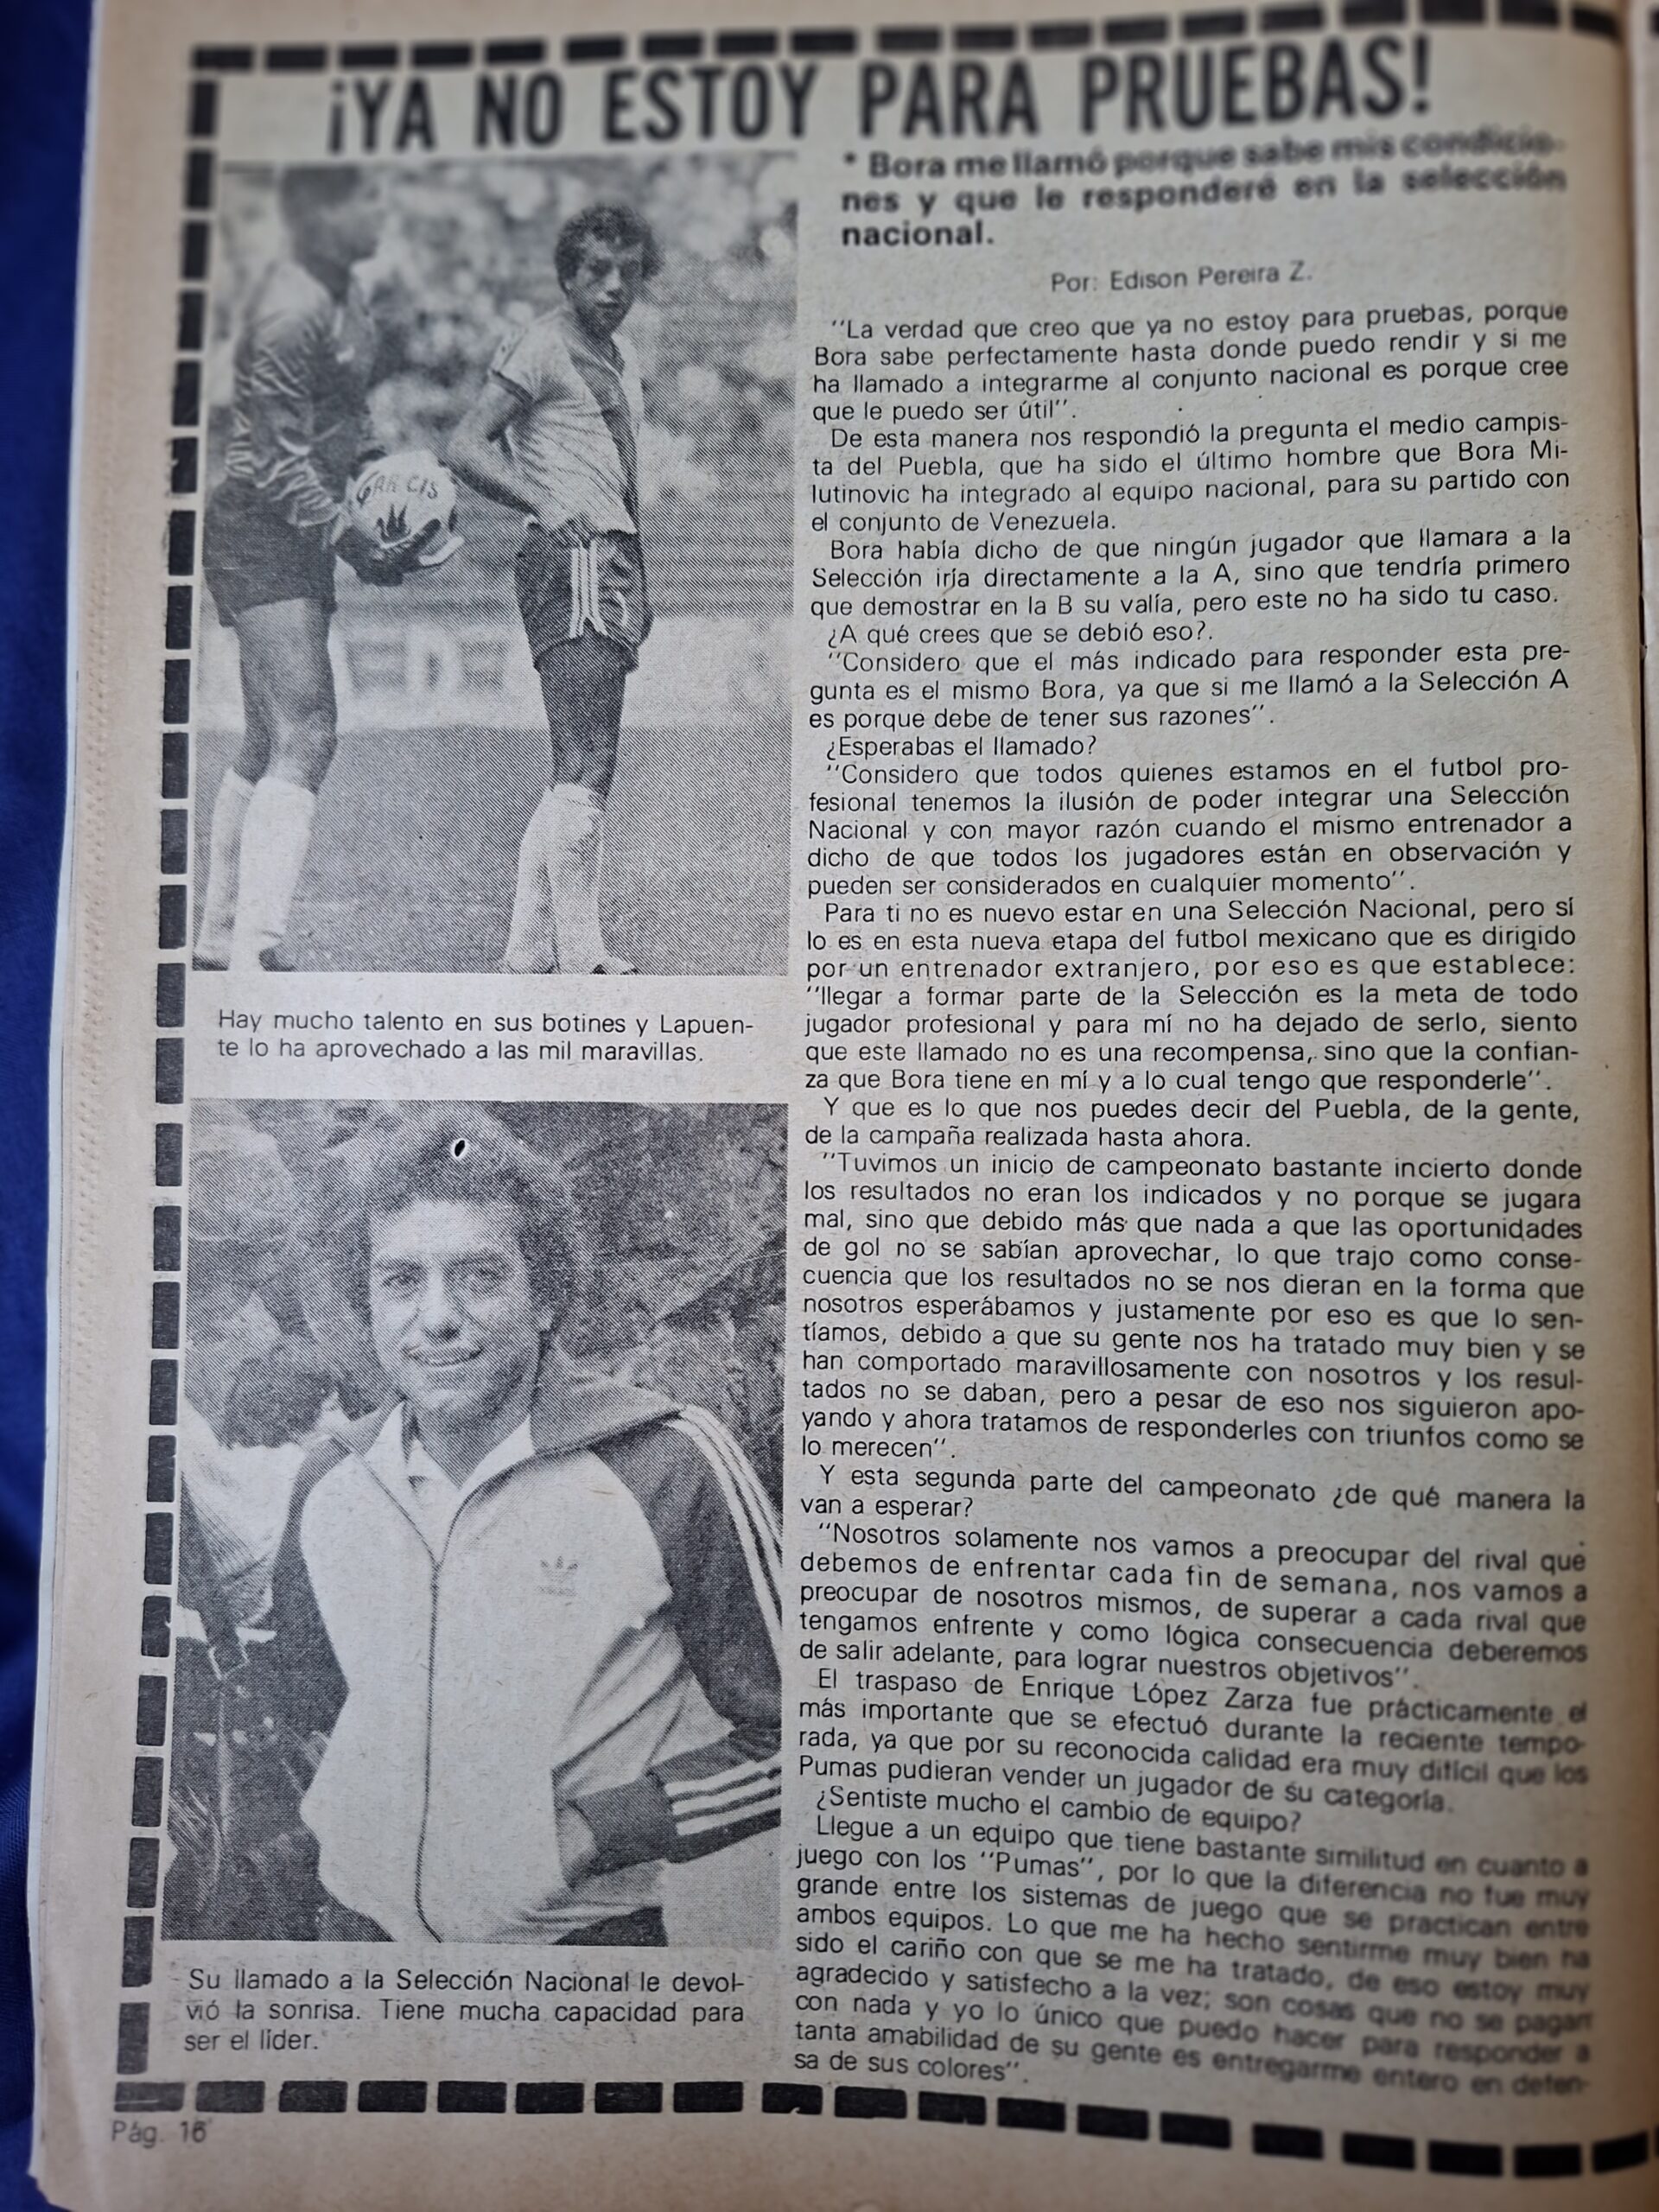 ¡YA NO ESTOY PARA PRUEBAS!
* Bora me llamó porque sabe mis condicio-
nes y que le responderé en la selección
nacional.
Por: Edison Pereira Z.
"La verdad que creo que ya no estoy para pruebas, porque
Bora sabe perfectamente hasta donde puedo rendir y si me
ha llamado a integrarme al conjunto nacional es porque cree
que le puedo ser útil".
De esta manera nos respondió la pregunta el medio campis-
ta del Puebla, que ha sido el último hombre que Bora Mi-
lutinovic ha integrado al equipo nacional, para su partido con
el conjunto de Venezuela.
Bora había dicho de que ningún jugador que llamara a la
Selección iría directamente a la A, sino que tendría primero
que demostrar en la B su valía, pero este no ha sido tu caso.
¿A qué crees que se debió eso?.
"Considero que el más indicado para responder esta pre-
gunta es el mismo Bora, ya que si me llamó a la Selección A
es porque debe de tener sus razones".
¿Esperabas el llamado?
"Considero que todos quienes estamos en el futbol pro-
fesional tenemos la ilusión de poder integrar una Selección
Nacional y con mayor razón cuando el mismo entrenador a
dicho de que todos los jugadores están en observación y
pueden ser considerados en cualquier momento".
Para ti no es nuevo estar en una Selección Nacional, pero sí
lo es en esta nueva etapa del futbol mexicano que es dirigido
por un entrenador extranjero, por eso es que establece:
"llegar a formar parte de la Selección es la meta de todo
jugador profesional y para mí no ha dejado de serlo, siento
que este llamado no es una recompensa, sino que la confian-
za que Bora tiene en mí y a lo cual tengo que responderle".
Y que es lo que nos puedes decir del Puebla, de la gente,
de la campaña realizada hasta ahora.
"Tuvimos un inicio de campeonato bastante incierto donde
los resultados no eran los indicados y no porque se jugara
mal, sino que debido más que nada a que las oportunidades
de gol no se sabían aprovechar, lo que trajo como conse-
cuencia que los resultados no se nos dieran en la forma que
nosotros esperábamos y justamente por eso es que lo sen-
tíamos, debido a que su gente nos ha tratado muy bien y se
han comportado maravillosamente con nosotros y los resul-
tados no se daban, pero a pesar de eso nos siguieron apo-
yando y ahora tratamos de responderles con triunfos como se
lo merecen".
Y esta segunda parte del campeonato ¿de qué manera la
van a esperar?
"Nosotros solamente nos vamos a preocupar del rival que
debemos de enfrentar cada fin de semana, nos vamos a
preocupar de nosotros mismos, de superar a cada rival que
tengamos enfrente y como lógica consecuencia deberemos
de salir adelante, para lograr nuestros objetivos".
El traspaso de Enrique López Zarza fue prácticamente el
más importante que se efectuó durante la reciente tempo-
rada, ya que por su reconocida calidad era muy difícil que los
Pumas pudieran vender un jugador de su categoría.
¿Sentiste mucho el cambio de equipo?
Llegue a un equipo que tiene bastante similitud en cuanto a
juego con los "Pumas", por lo que la diferencia no fue muy
grande entre los sistemas de juego que se practican entre
ambos equipos. Lo que me ha hecho sentirme muy bien ha
sido el cariño con que se me ha tratado, de eso estoy muy
agradecido y satisfecho a la vez; son cosas que no se pagan
con nada y yo lo único que puedo hacer para responder a
tanta amabilidad de su gente es entregarme entero en defen-
sa de sus colores".
GARCIS
Hay mucho talento en sus botines y Lapuen-
te lo ha aprovechado a las mil maravillas.
Su llamado a la Selección Nacional le devol-
vió la sonrisa. Tiene mucha capacidad para
ser el líder.
Pág. 16